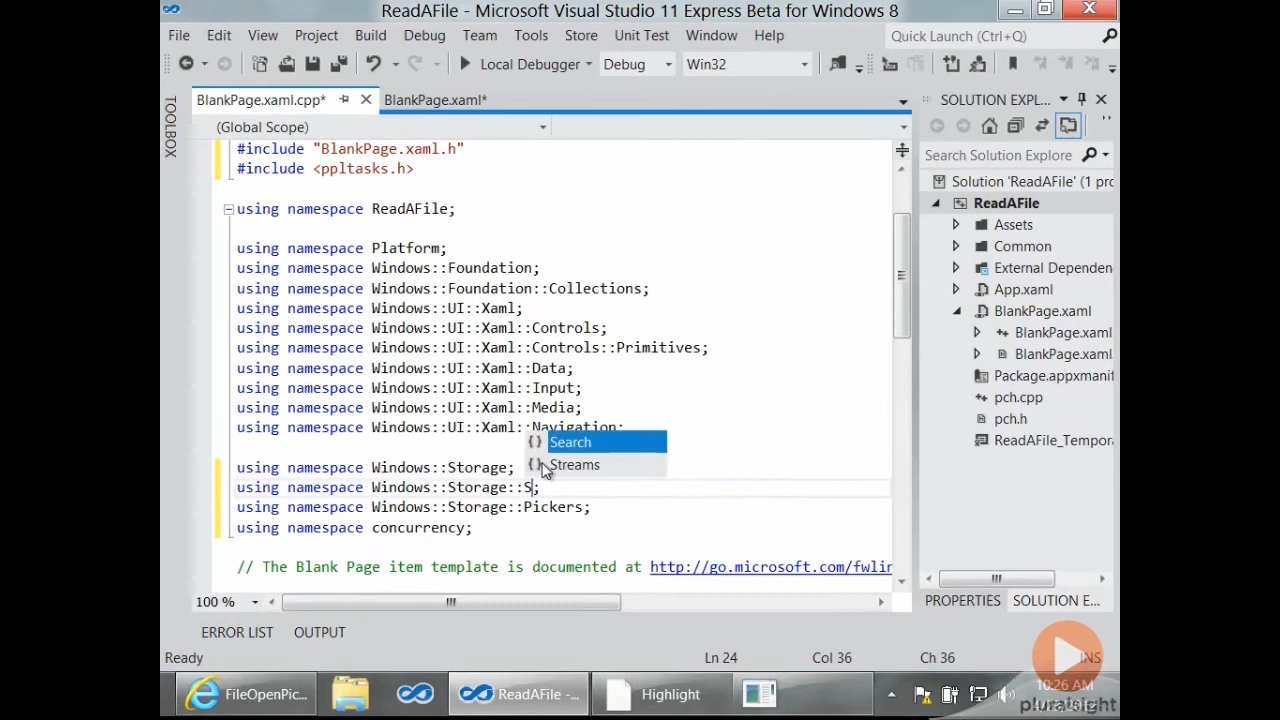 ReadAFile - Microsoft Visual Studio 11 Express Beta for Windows 8
File Edit View Project Build Debug Team Tools Store Unit Test Window Help
Quick Launch (Ctrl+Q)
Local Debugger Debug Win32
TOOLBOX
BlankPage.xaml.cpp* BlankPage.xaml*
(Global Scope)
#include "BlankPage.xaml.h"
#include <ppltasks.h>
using namespace ReadAFile;
using namespace Platform;
using namespace Windows::Foundation;
using namespace Windows::Foundation::Collections;
using namespace Windows::UI::Xaml;
using namespace Windows::UI::Xaml::Controls;
using namespace Windows::UI::Xaml::Controls::Primitives;
using namespace Windows::UI::Xaml::Data;
using namespace Windows::UI::Xaml::Input;
using namespace Windows::UI::Xaml::Media;
using namespace Windows::UI::Xaml::Navigation;
Search
Streams
using namespace Windows::Storage;
using namespace Windows::Storage::S;
using namespace Windows::Storage::Pickers;
using namespace concurrency;
// The Blank Page item template is documented at http://go.microsoft.com/fwlin
100 %
SOLUTION EXPL...
Search Solution Explore
Solution 'ReadAFile' (1 pro
ReadAFile
Assets
Common
External Dependen
App.xaml
BlankPage.xaml
BlankPage.xaml
BlankPage.xaml.
Package.appxmanif
pch.cpp
pch.h
ReadAFile_Tempora
PROPERTIES SOLUTION E...
ERROR LIST OUTPUT
Ready Ln 24 Col 36 Ch 36 INS
FileOpenPic... ReadAFile -... Highlight
10:26 AM
pluralsight